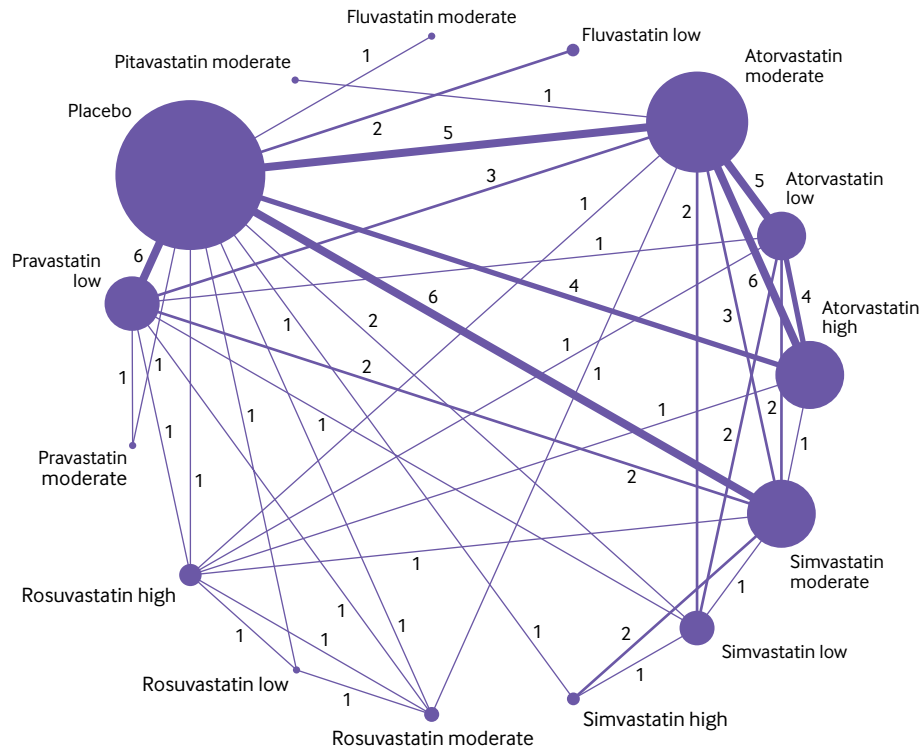 Fluvastatin moderate
Fluvastatin low
Atorvastatin
moderate
1
Pitavastatin moderate
1
Placebo
2
5
3
5
Atorvastatin
low
1
2
6
1
Pravastatin
low
6
4
6
4
Atorvastatin
high
1
2
3
1
2
1
1
1
1
2
1
1
1
1
2
1
Pravastatin
moderate
1
2
1
Rosuvastatin high
1
Simvastatin
moderate
1
1
1
1
1
1
2
Simvastatin low
Rosuvastatin low
1
1
Simvastatin high
Rosuvastatin moderate